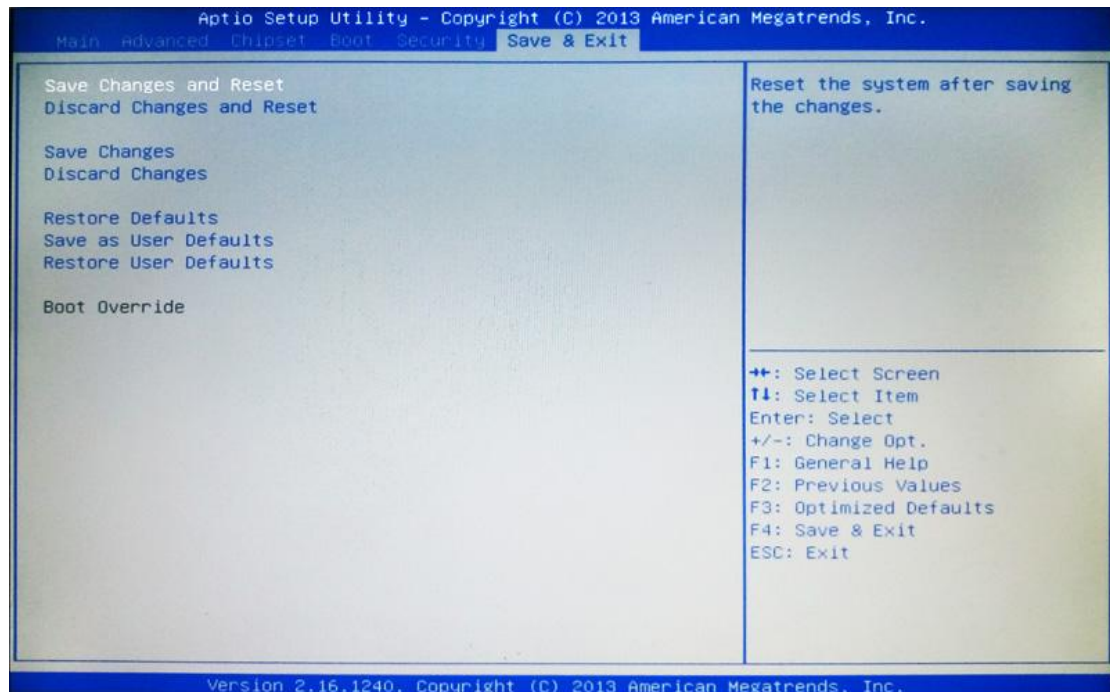 Aptio Setup Utility – Copyright (C) 2013 American Megatrends, Inc.
Main Advanced Chipset Boot Security Save & Exit
Save Changes and Reset
Discard Changes and Reset
Save Changes
Discard Changes
Restore Defaults
Save as User Defaults
Restore User Defaults
Boot Override
Reset the system after saving
the changes.
→←: Select Screen
↑↓: Select Item
Enter: Select
+/-: Change Opt.
F1: General Help
F2: Previous Values
F3: Optimized Defaults
F4: Save & Exit
ESC: Exit
Version 2.16.1240. Copyright (C) 2013 American Megatrends, Inc.